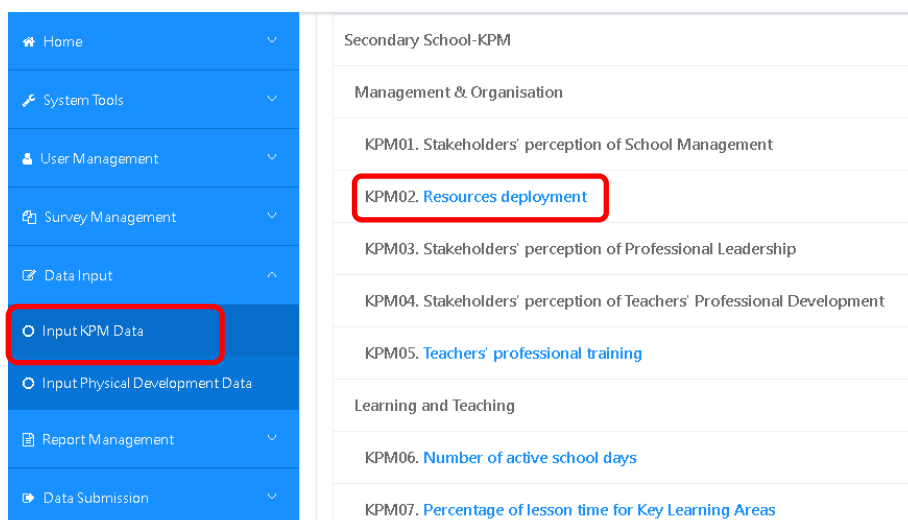 Home
System Tools
User Management
Survey Management
Data Input
Input KPM Data
Input Physical Development Data
Report Management
Data Submission
Secondary School-KPM
Management & Organisation
KPM01. Stakeholders' perception of School Management
KPM02. Resources deployment
KPM03. Stakeholders' perception of Professional Leadership
KPM04. Stakeholders' perception of Teachers' Professional Development
KPM05. Teachers' professional training
Learning and Teaching
KPM06. Number of active school days
KPM07. Percentage of lesson time for Key Learning Areas